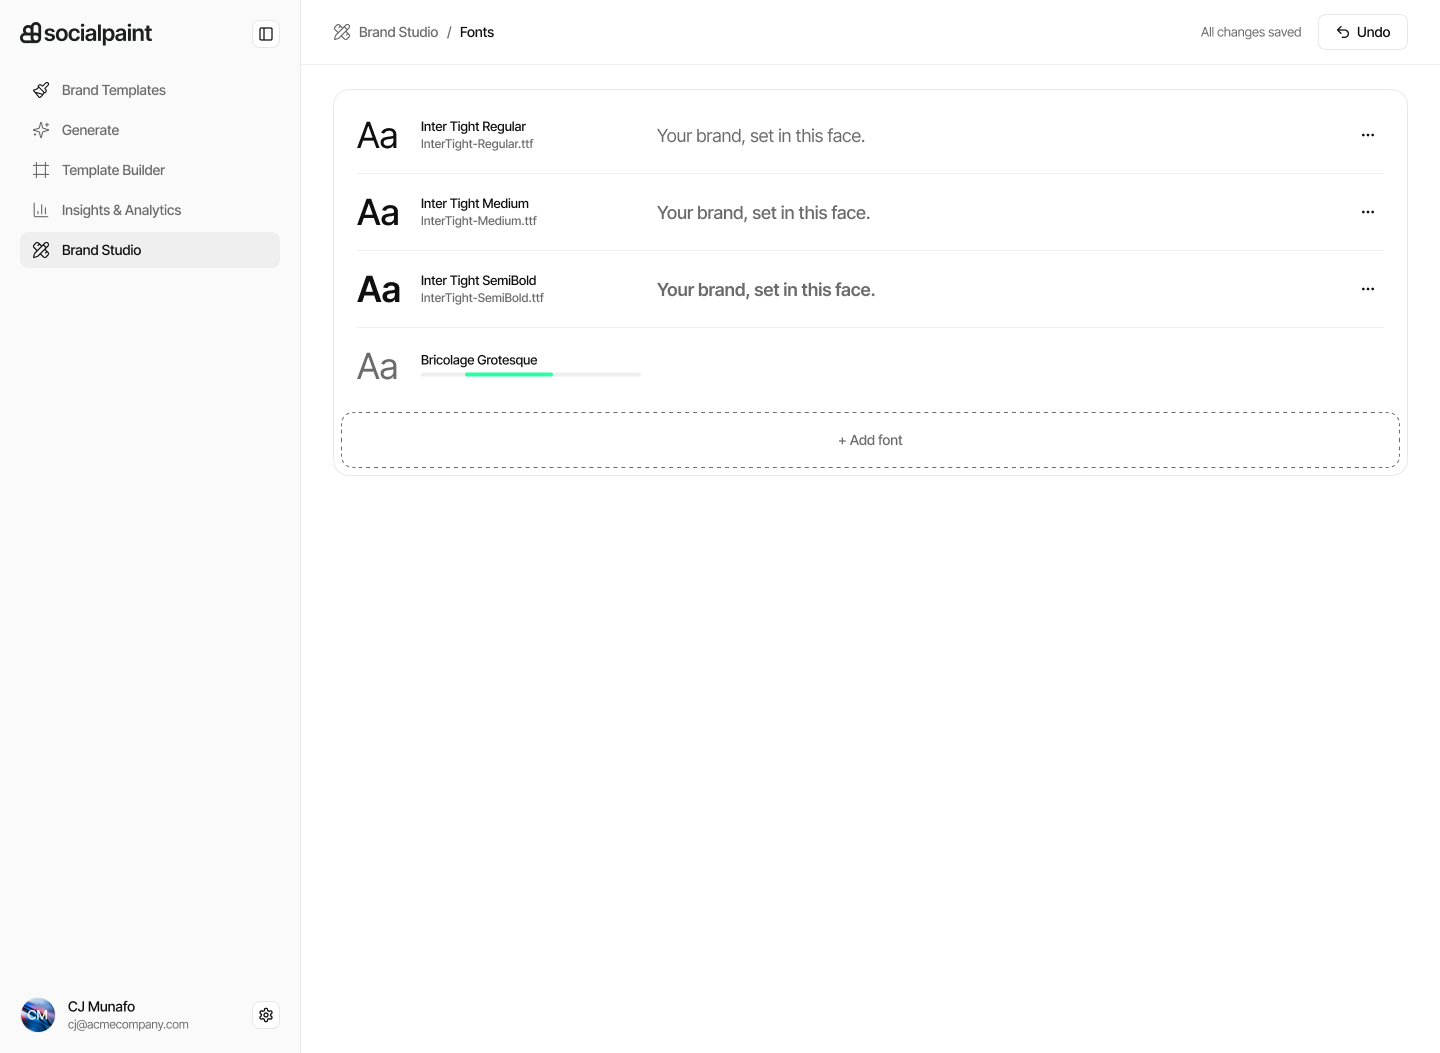 socialpaint
Brand Templates
Generate
Template Builder
Insights & Analytics
Brand Studio
CJ Munafo
cj@acmecompany.com
CM
Brand Studio / Fonts
All changes saved
Undo
Aa
Inter Tight Regular
InterTight-Regular.ttf
Your brand, set in this face.
Aa
Inter Tight Medium
InterTight-Medium.ttf
Your brand, set in this face.
Aa
Inter Tight SemiBold
InterTight-SemiBold.ttf
Your brand, set in this face.
Aa
Bricolage Grotesque
+ Add font